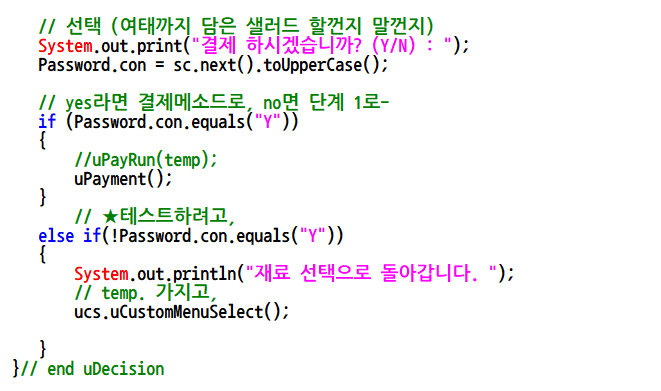 // 선택 (여태까지 담은 샐러드 할껀지 말껀지)
System.out.print("결제 하시겠습니까? (Y/N) : ");
Password.con = sc.next().toUpperCase();
// yes라면 결제메소드로, no면 단계 1로-
if (Password.con.equals("Y"))
{
//uPayRun(temp);
uPayment();
}
// ★테스트하려고,
else if(!Password.con.equals("Y"))
{
System.out.println("재료 선택으로 돌아갑니다. ");
// temp. 가지고,
ucs.uCustomMenuSelect();
}
}// end uDecision